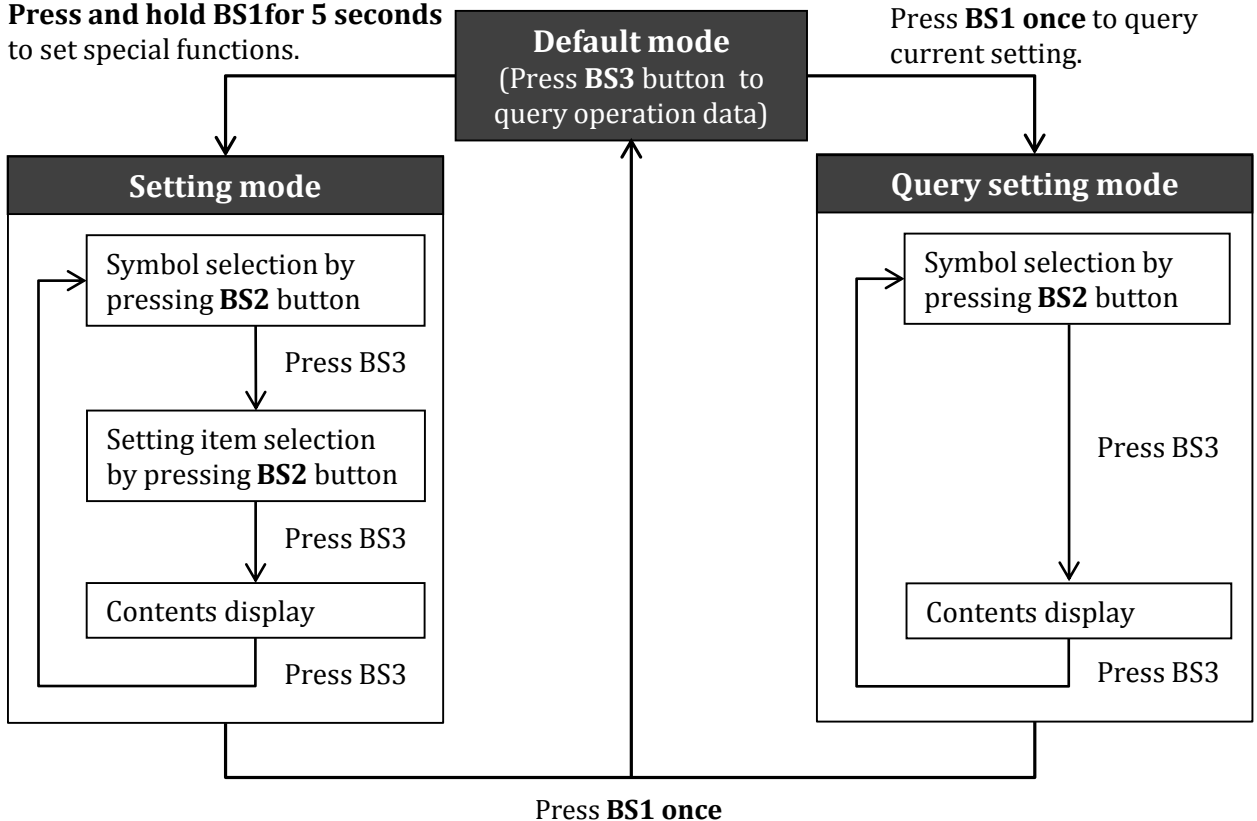 Press and hold BS1for 5 seconds
to set special functions.
Default mode
(Press BS3 button to
query operation data)
Press BS1 once to query
current setting.
Setting mode
Symbol selection by
pressing BS2 button
Press BS3
Setting item selection
by pressing BS2 button
Press BS3
Contents display
Press BS3
Query setting mode
Symbol selection by
pressing BS2 button
Press BS3
Contents display
Press BS3
Press BS1 once